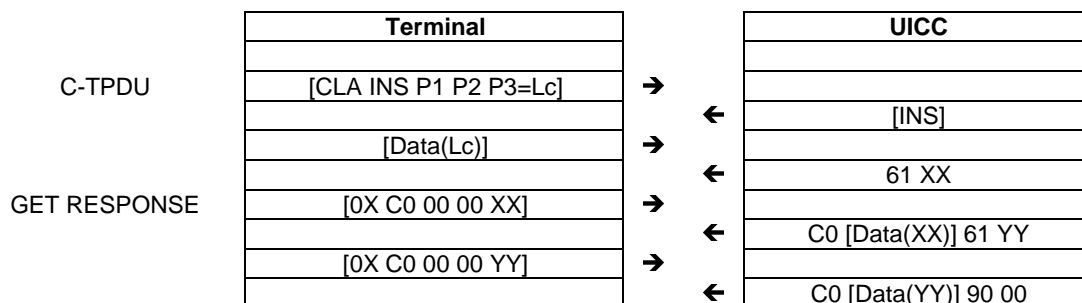 Terminal UICC
C-TPDU [CLA INS P1 P2 P3=Lc] →
← [INS]
[Data(Lc)] →
← 61 XX
GET RESPONSE [0X C0 00 00 XX] →
← C0 [Data(XX)] 61 YY
[0X C0 00 00 YY] →
← C0 [Data(YY)] 90 00